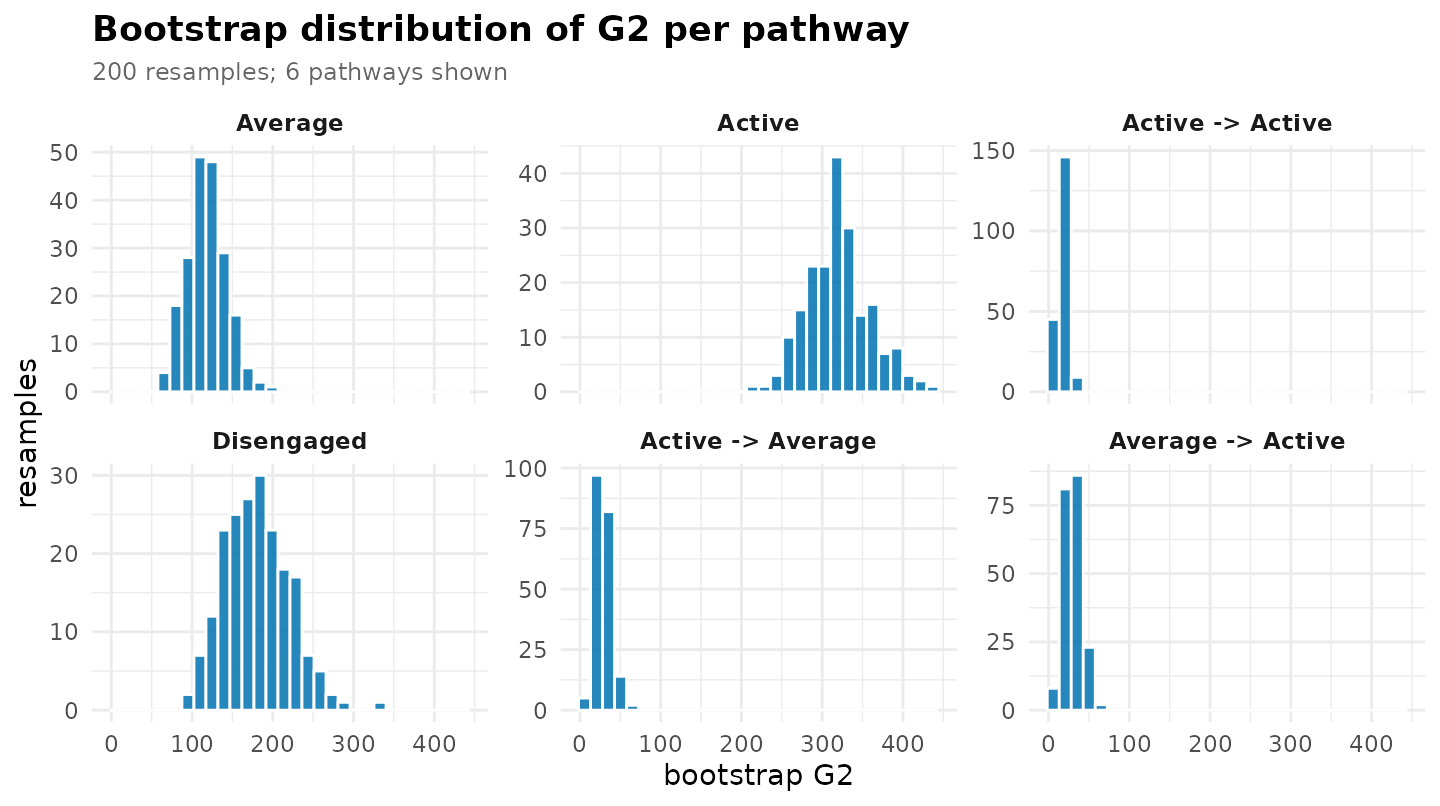 Bootstrap distribution of G2 per pathway
200 resamples; 6 pathways shown
Average
Active
Active -> Active
50
40
30
20
10
0
40
30
20
10
0
150
100
50
0
Disengaged
Active -> Average
Average -> Active
30
20
10
0
100
75
50
25
0
75
50
25
0
0 100 200 300 400
0 100 200 300 400
0 100 200 300 400
resamples
bootstrap G2